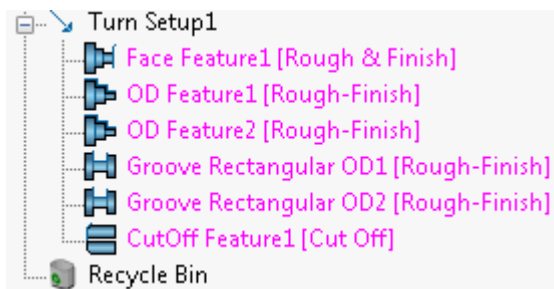 Turn Setup1
Face Feature1 [Rough & Finish]
OD Feature1 [Rough-Finish]
OD Feature2 [Rough-Finish]
Groove Rectangular OD1 [Rough-Finish]
Groove Rectangular OD2 [Rough-Finish]
CutOff Feature1 [Cut Off]
Recycle Bin